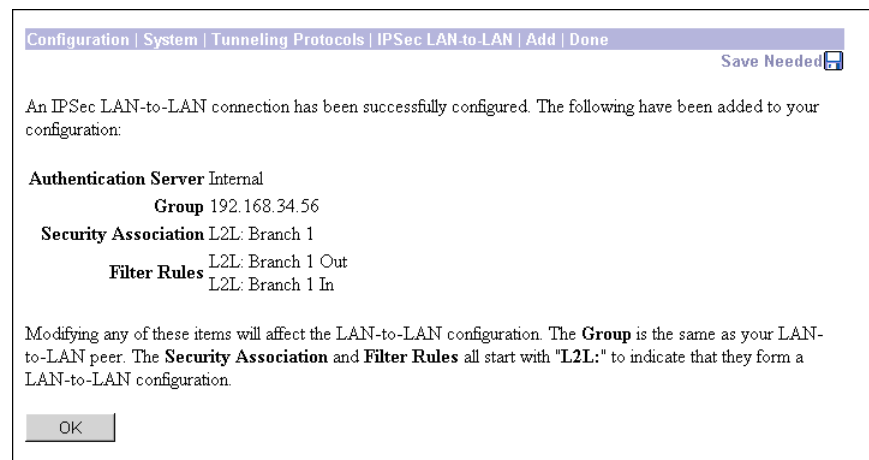 Configuration | System | Tunneling Protocols | IPSec LAN-to-LAN | Add | Done
Save Needed
An IPSec LAN-to-LAN connection has been successfully configured. The following have been added to your
configuration:
Authentication Server Internal
Group 192.168.34.56
Security Association L2L: Branch 1
Filter Rules L2L: Branch 1 Out
L2L: Branch 1 In
Modifying any of these items will affect the LAN-to-LAN configuration. The Group is the same as your LAN-
to-LAN peer. The Security Association and Filter Rules all start with "L2L:" to indicate that they form a
LAN-to-LAN configuration.
OK